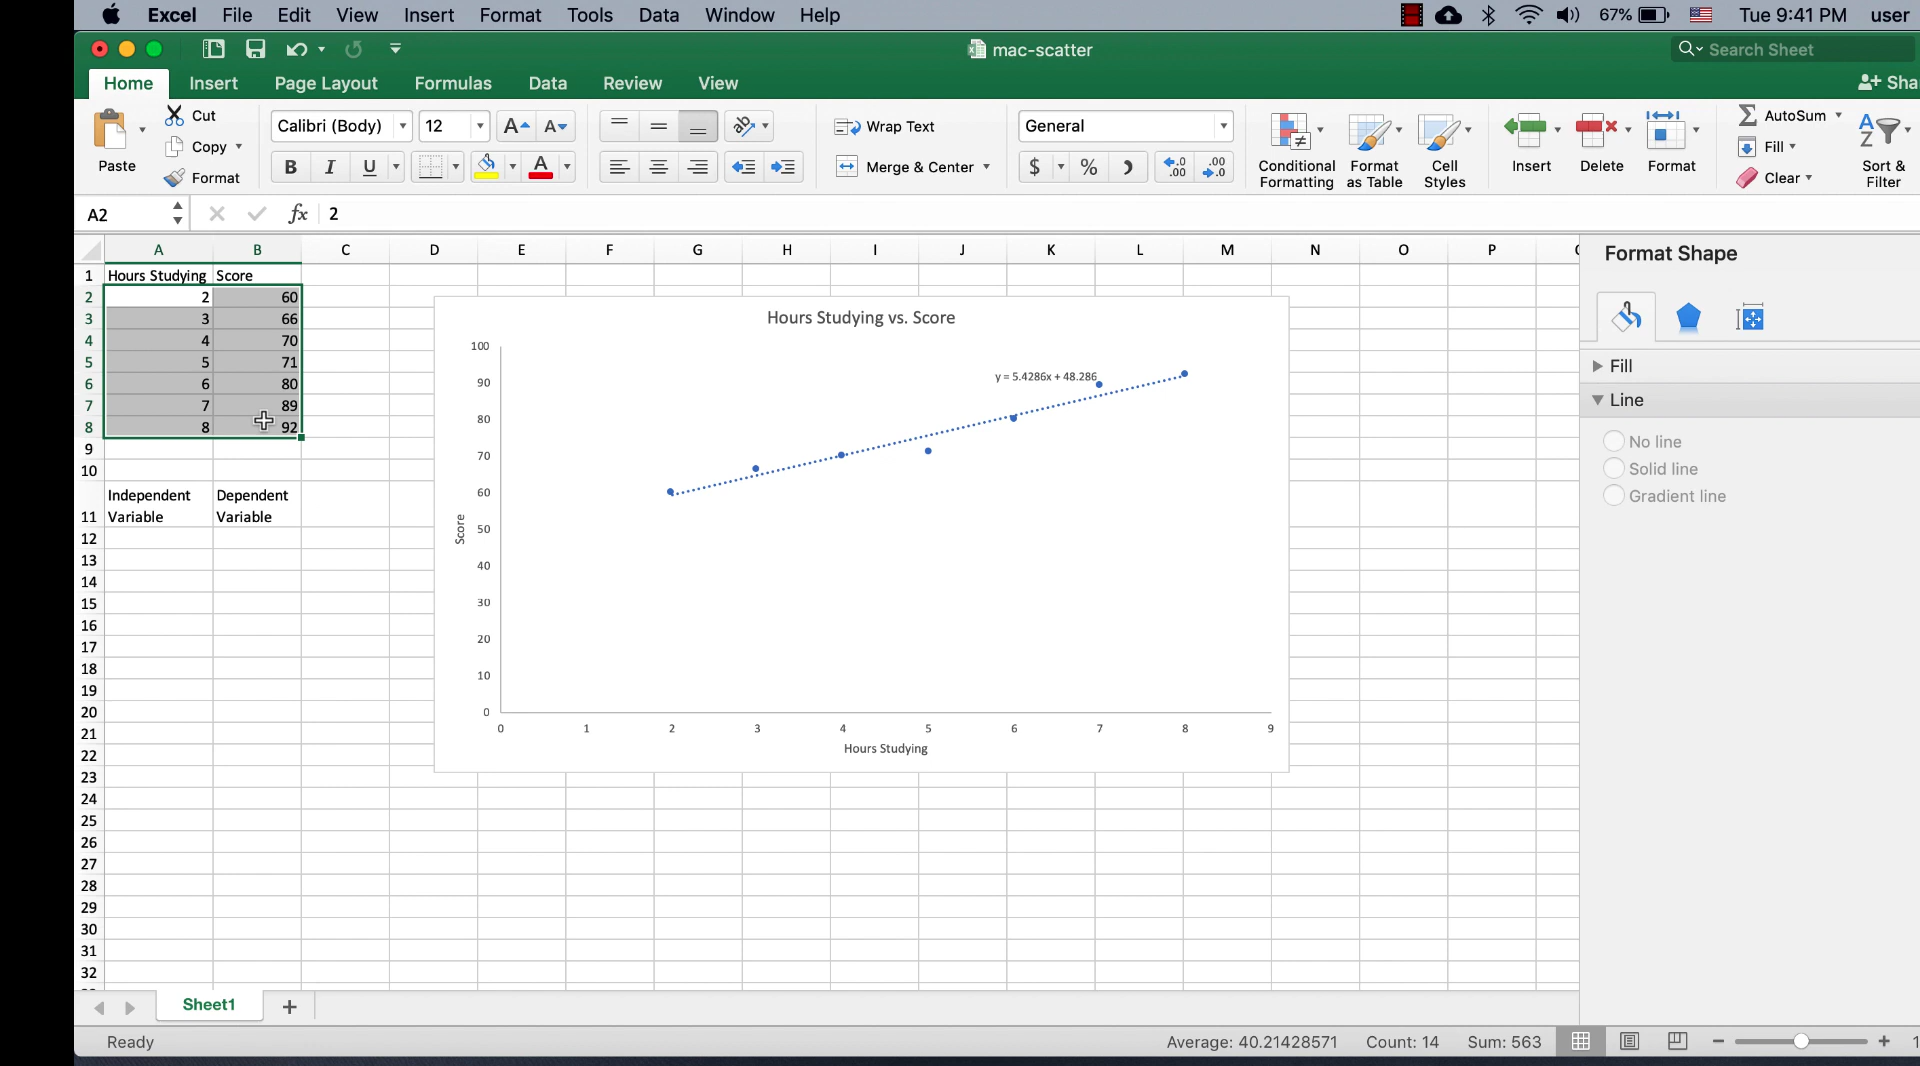 Excel File Edit View Insert Format Tools Data Window Help 67% Tue 9:41 PM user
mac-scatter Search Sheet
Home Insert Page Layout Formulas Data Review View Sha
Paste Cut Copy Format
Calibri (Body) 12 A A
B I U A
ab
Wrap Text
Merge & Center
General
$ % ) .0 .00 .00 .0
Conditional Formatting
Format as Table
Cell Styles
Insert Delete Format
AutoSum
Fill
Clear
A Z Sort & Filter
A2 fx 2
A B C D E F G H I J K L M N O P
1 Hours Studying Score
2 2 60
3 3 66
4 4 70
5 5 71
6 6 80
7 7 89
8 8 92
9
10
11 Independent Variable Dependent Variable
12
13
14
15
16
17
18
19
20
21
22
23
24
25
26
27
28
29
30
31
32
Hours Studying vs. Score
y = 5.4286x + 48.286
100
90
80
70
60
50
40
30
20
10
0
Score
0 1 2 3 4 5 6 7 8 9
Hours Studying
Format Shape
Fill
Line
No line
Solid line
Gradient line
Sheet1 +
Ready Average: 40.21428571 Count: 14 Sum: 563 − + 1